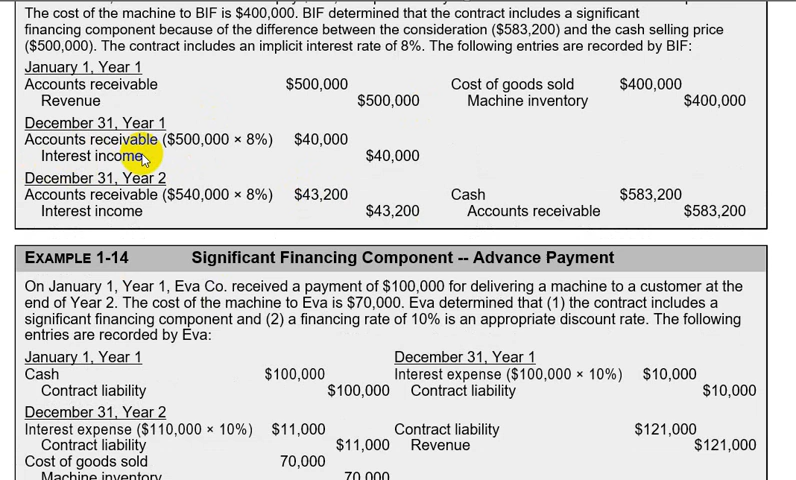 The cost of the machine to BIF is $400,000. BIF determined that the contract includes a significant
financing component because of the difference between the consideration ($583,200) and the cash selling price
($500,000). The contract includes an implicit interest rate of 8%. The following entries are recorded by BIF:
January 1, Year 1
Accounts receivable $500,000 Cost of goods sold $400,000
Revenue $500,000 Machine inventory $400,000
December 31, Year 1
Accounts receivable ($500,000 × 8%) $40,000
Interest income $40,000
December 31, Year 2
Accounts receivable ($540,000 × 8%) $43,200 Cash $583,200
Interest income $43,200 Accounts receivable $583,200
EXAMPLE 1-14 Significant Financing Component -- Advance Payment
On January 1, Year 1, Eva Co. received a payment of $100,000 for delivering a machine to a customer at the
end of Year 2. The cost of the machine to Eva is $70,000. Eva determined that (1) the contract includes a
significant financing component and (2) a financing rate of 10% is an appropriate discount rate. The following
entries are recorded by Eva:
January 1, Year 1 December 31, Year 1
Cash $100,000 Interest expense ($100,000 × 10%) $10,000
Contract liability $100,000 Contract liability $10,000
December 31, Year 2
Interest expense ($110,000 × 10%) $11,000 Contract liability $121,000
Contract liability $11,000 Revenue $121,000
Cost of goods sold 70,000
Machine inventory 70,000